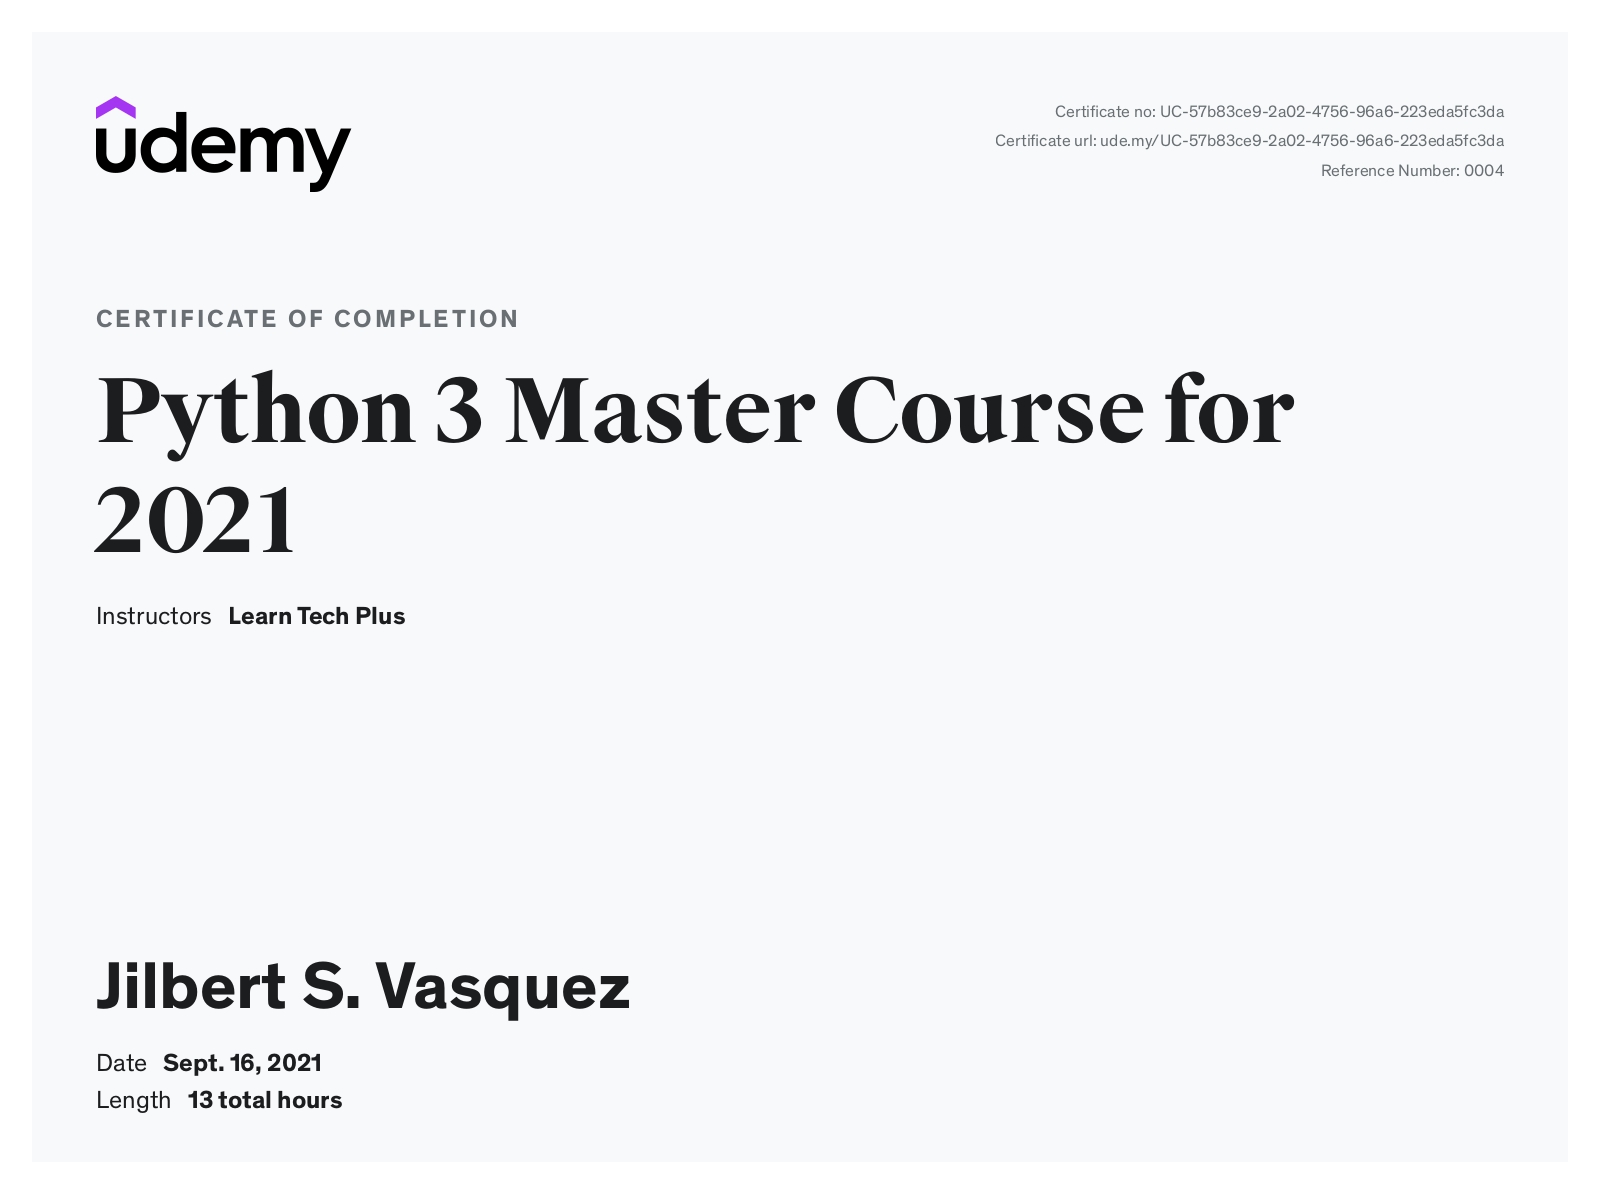 udemy
Certificate no: UC-57b83ce9-2a02-4756-96a6-223eda5fc3da
Certificate url: ude.my/UC-57b83ce9-2a02-4756-96a6-223eda5fc3da
Reference Number: 0004
CERTIFICATE OF COMPLETION
Python 3 Master Course for
2021
Instructors Learn Tech Plus
Jilbert S. Vasquez
Date Sept. 16, 2021
Length 13 total hours